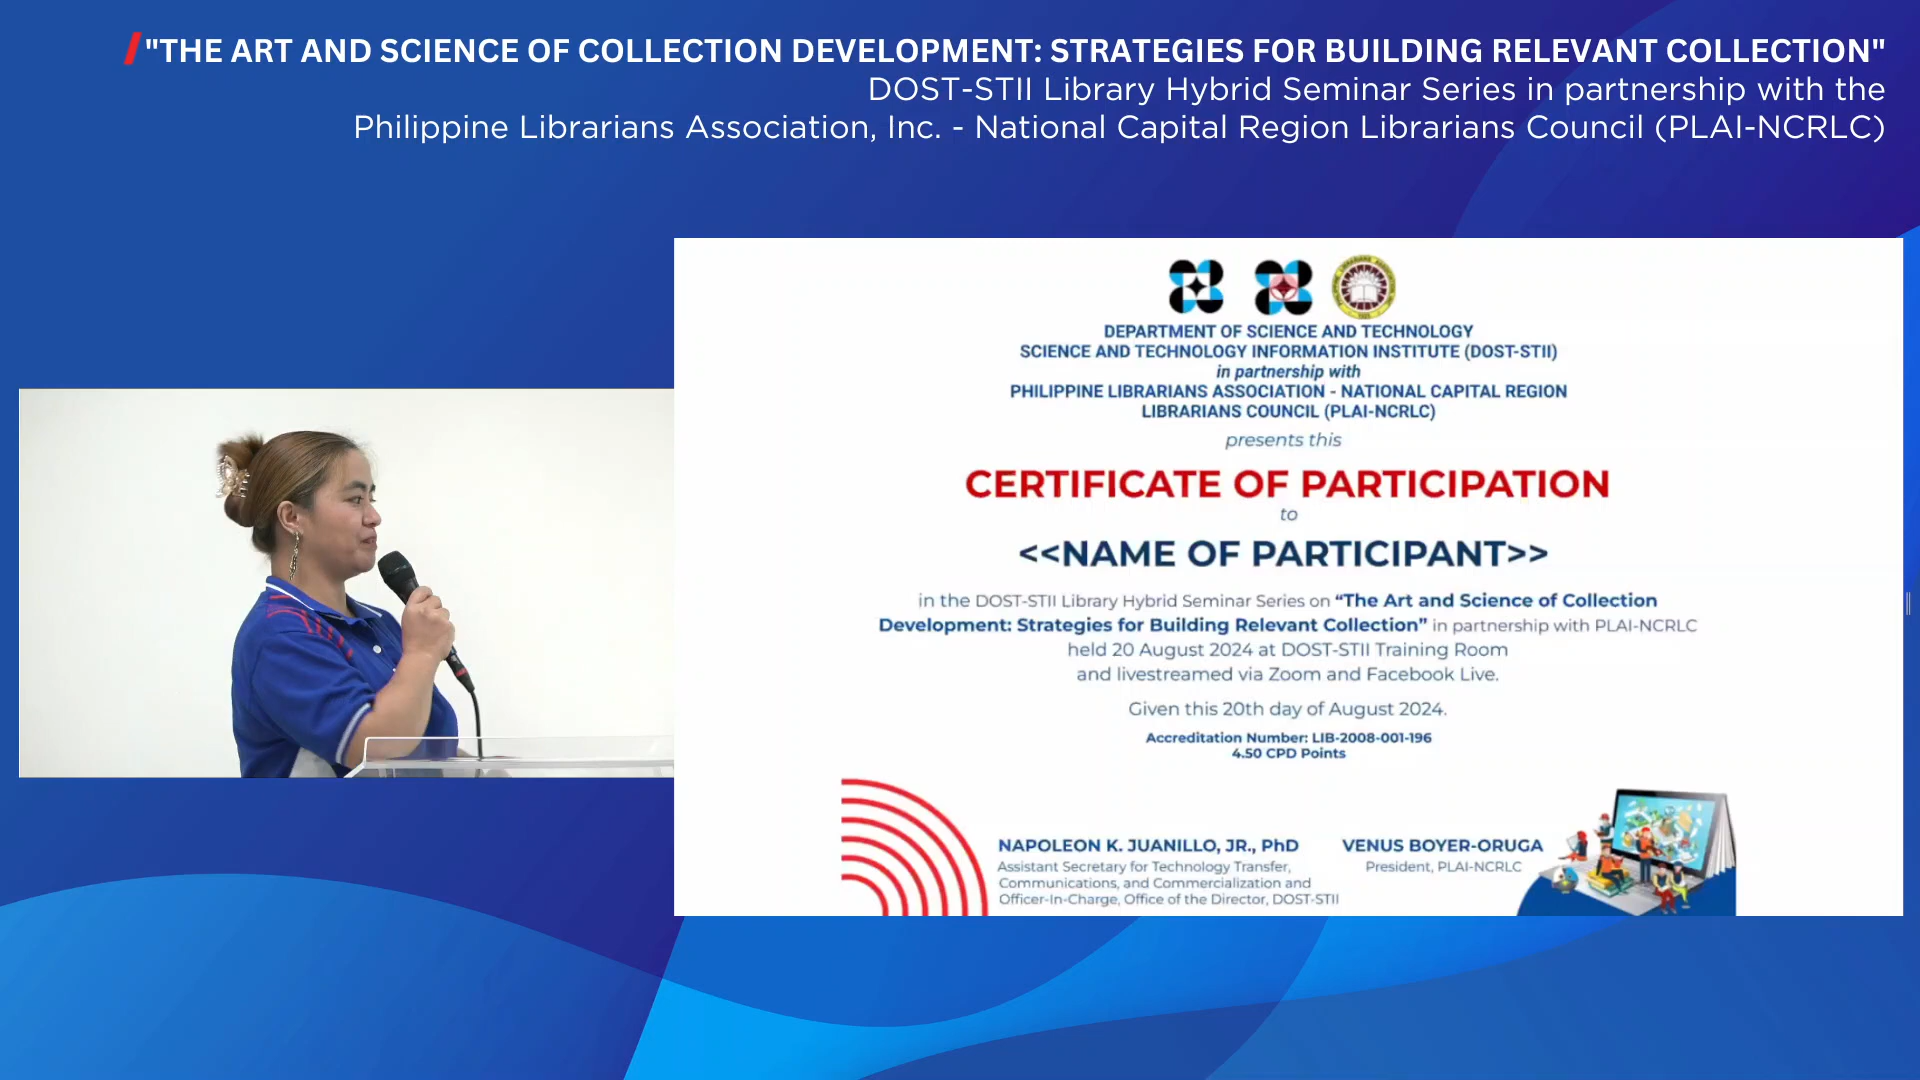 "THE ART AND SCIENCE OF COLLECTION DEVELOPMENT: STRATEGIES FOR BUILDING RELEVANT COLLECTION"
DOST-STII Library Hybrid Seminar Series in partnership with the
Philippine Librarians Association, Inc. - National Capital Region Librarians Council (PLAI-NCRLC)
DEPARTMENT OF SCIENCE AND TECHNOLOGY
SCIENCE AND TECHNOLOGY INFORMATION INSTITUTE (DOST-STII)
in partnership with
PHILIPPINE LIBRARIANS ASSOCIATION - NATIONAL CAPITAL REGION
LIBRARIANS COUNCIL (PLAI-NCRLC)
presents this
CERTIFICATE OF PARTICIPATION
to
<<NAME OF PARTICIPANT>>
in the DOST-STII Library Hybrid Seminar Series on “The Art and Science of Collection
Development: Strategies for Building Relevant Collection” in partnership with PLAI-NCRLC
held 20 August 2024 at DOST-STII Training Room
and livestreamed via Zoom and Facebook Live.
Given this 20th day of August 2024.
Accreditation Number: LIB-2008-001-196
4.50 CPD Points
NAPOLEON K. JUANILLO, JR., PhD
Assistant Secretary for Technology Transfer,
Communications, and Commercialization and
Officer-In-Charge, Office of the Director, DOST-STII
VENUS BOYER-ORUGA
President, PLAI-NCRLC